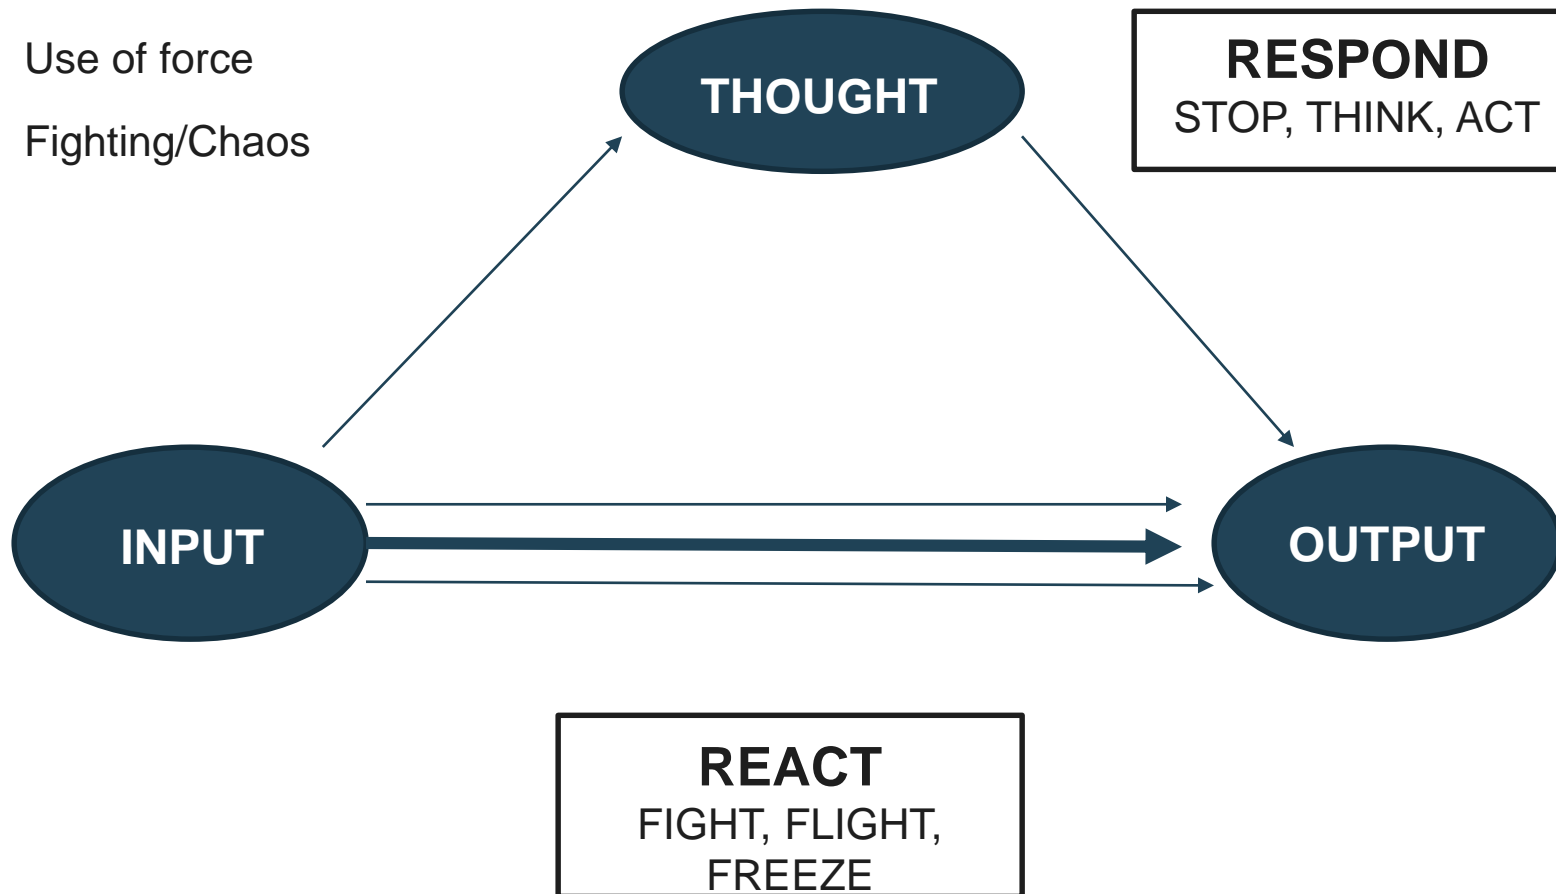 Use of force
Fighting/Chaos
THOUGHT
RESPOND
STOP, THINK, ACT
INPUT
OUTPUT
REACT
FIGHT, FLIGHT,
FREEZE